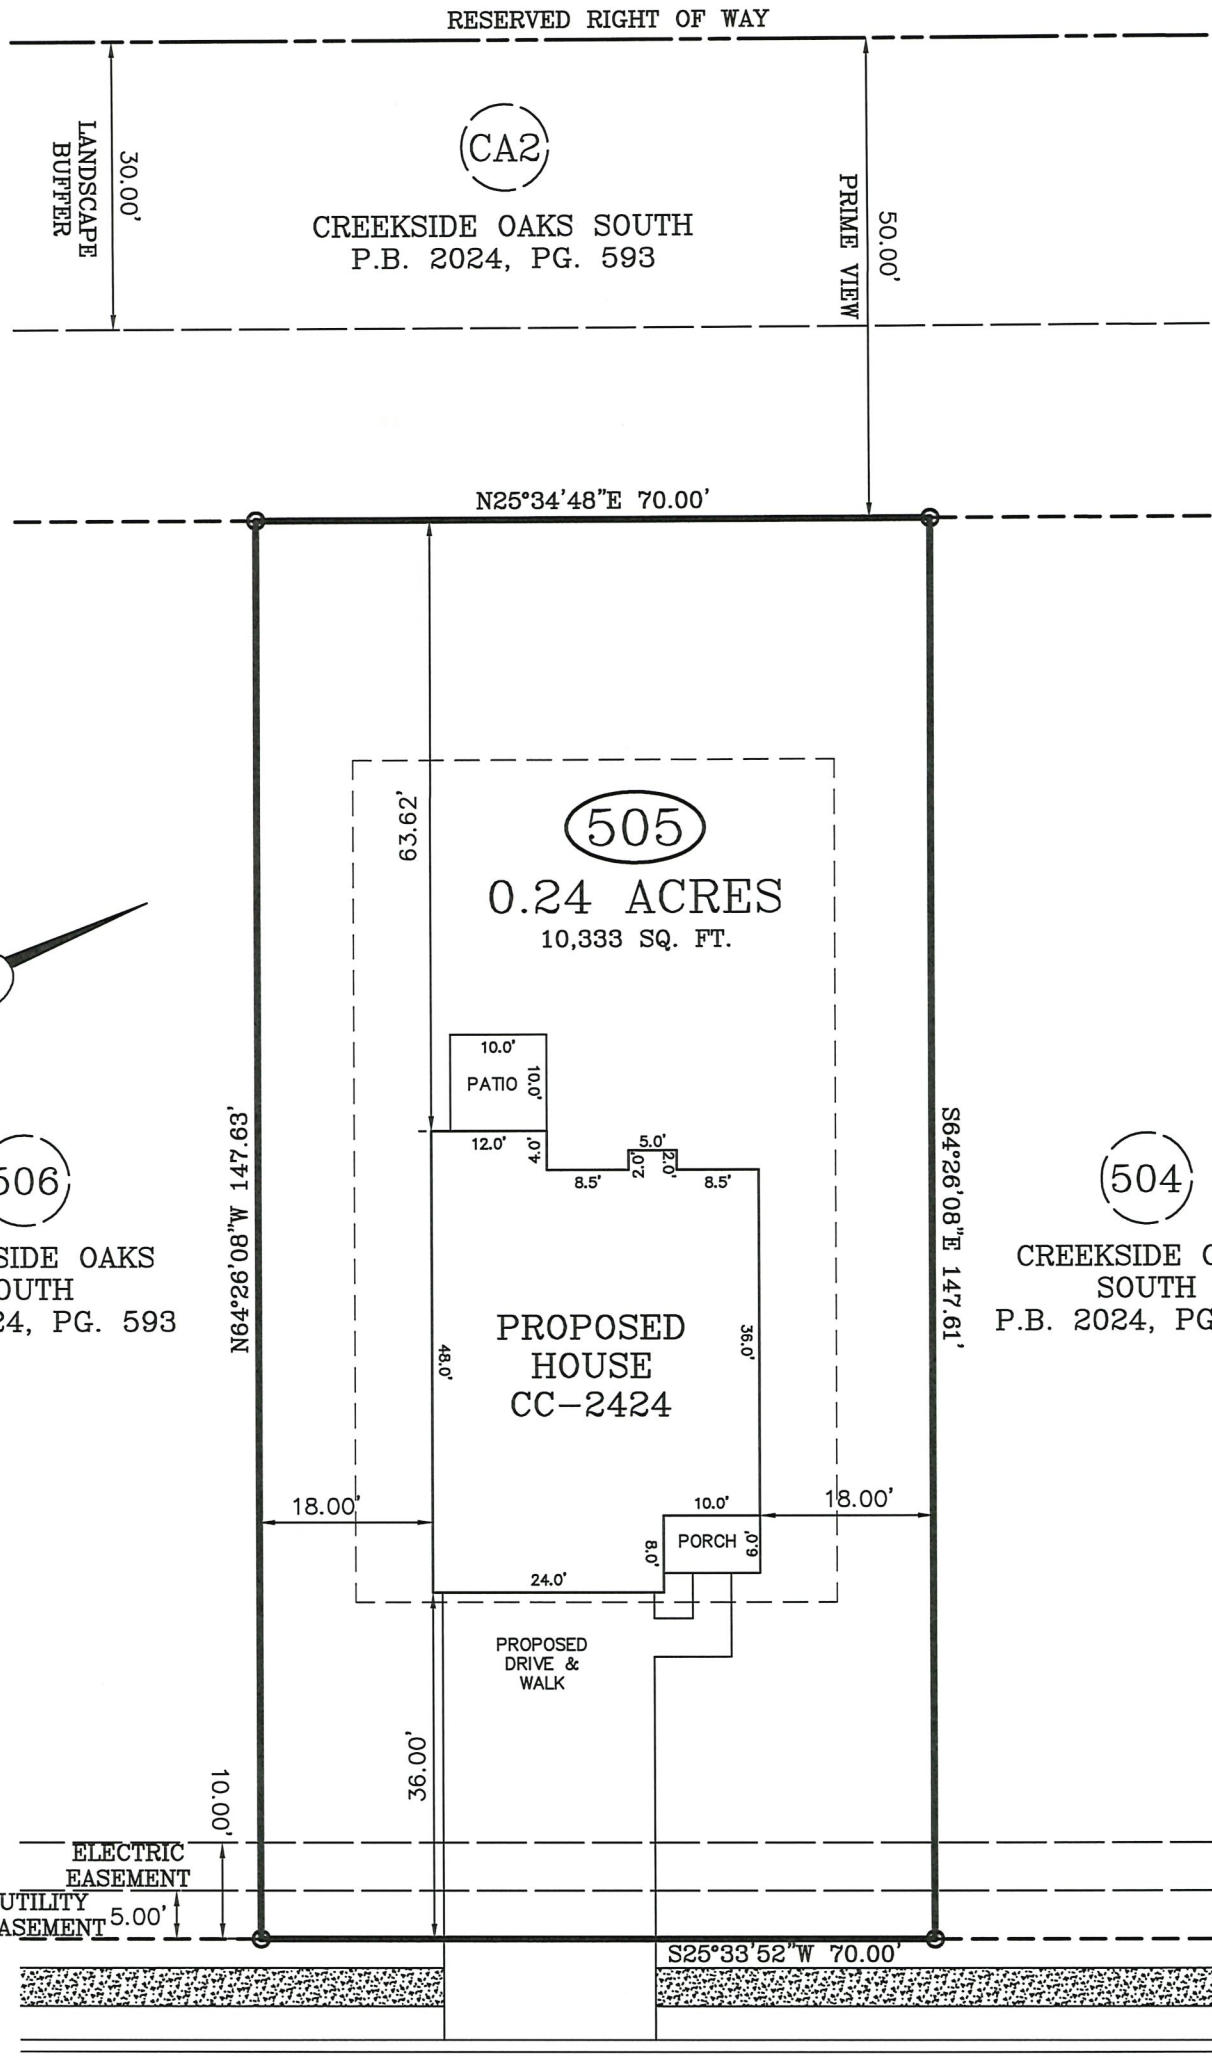 RESERVED RIGHT OF WAY
LANDSCAPE
BUFFER
30.00'
CA2
CREEKSIDE OAKS SOUTH
P.B. 2024, PG. 593
PRIME VIEW
50.00'
N25°34'48"E 70.00'
63.62'
505
0.24 ACRES
10,333 SQ. FT.
10.0'
PATIO
10.0'
12.0'
4.0'
8.5'
2.0'
5.0'
2.0'
8.5'
N64°26'08"W 147.63'
S64°26'08"E 147.61'
506
SIDE OAKS
OUTH
24, PG. 593
504
CREEKSIDE O
SOUTH
P.B. 2024, PG
PROPOSED
HOUSE
CC-2424
48.0'
36.0'
18.00'
10.0'
18.00'
8.0'
PORCH
6.0'
24.0'
PROPOSED
DRIVE &
WALK
36.00'
10.00'
ELECTRIC
EASEMENT
UTILITY
EASEMENT
5.00'
S25°33'52"W 70.00'